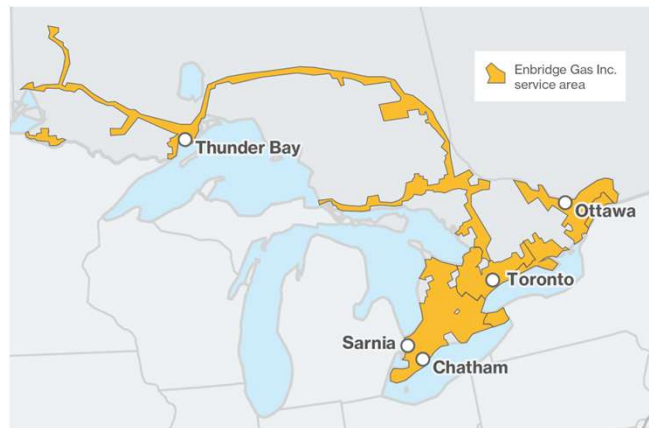 Enbridge Gas Inc.
service area
Thunder Bay
Ottawa
Toronto
Sarnia
Chatham